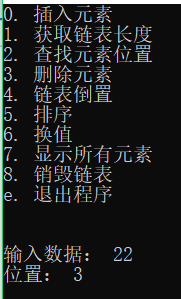 0. 插入元素
1. 获取链表长度
2. 查找元素位置
3. 删除元素
4. 链表倒置
5. 排序
6. 换值
7. 显示所有元素
8. 销毁链表
e. 退出程序
输入数据： 22
位置： 3